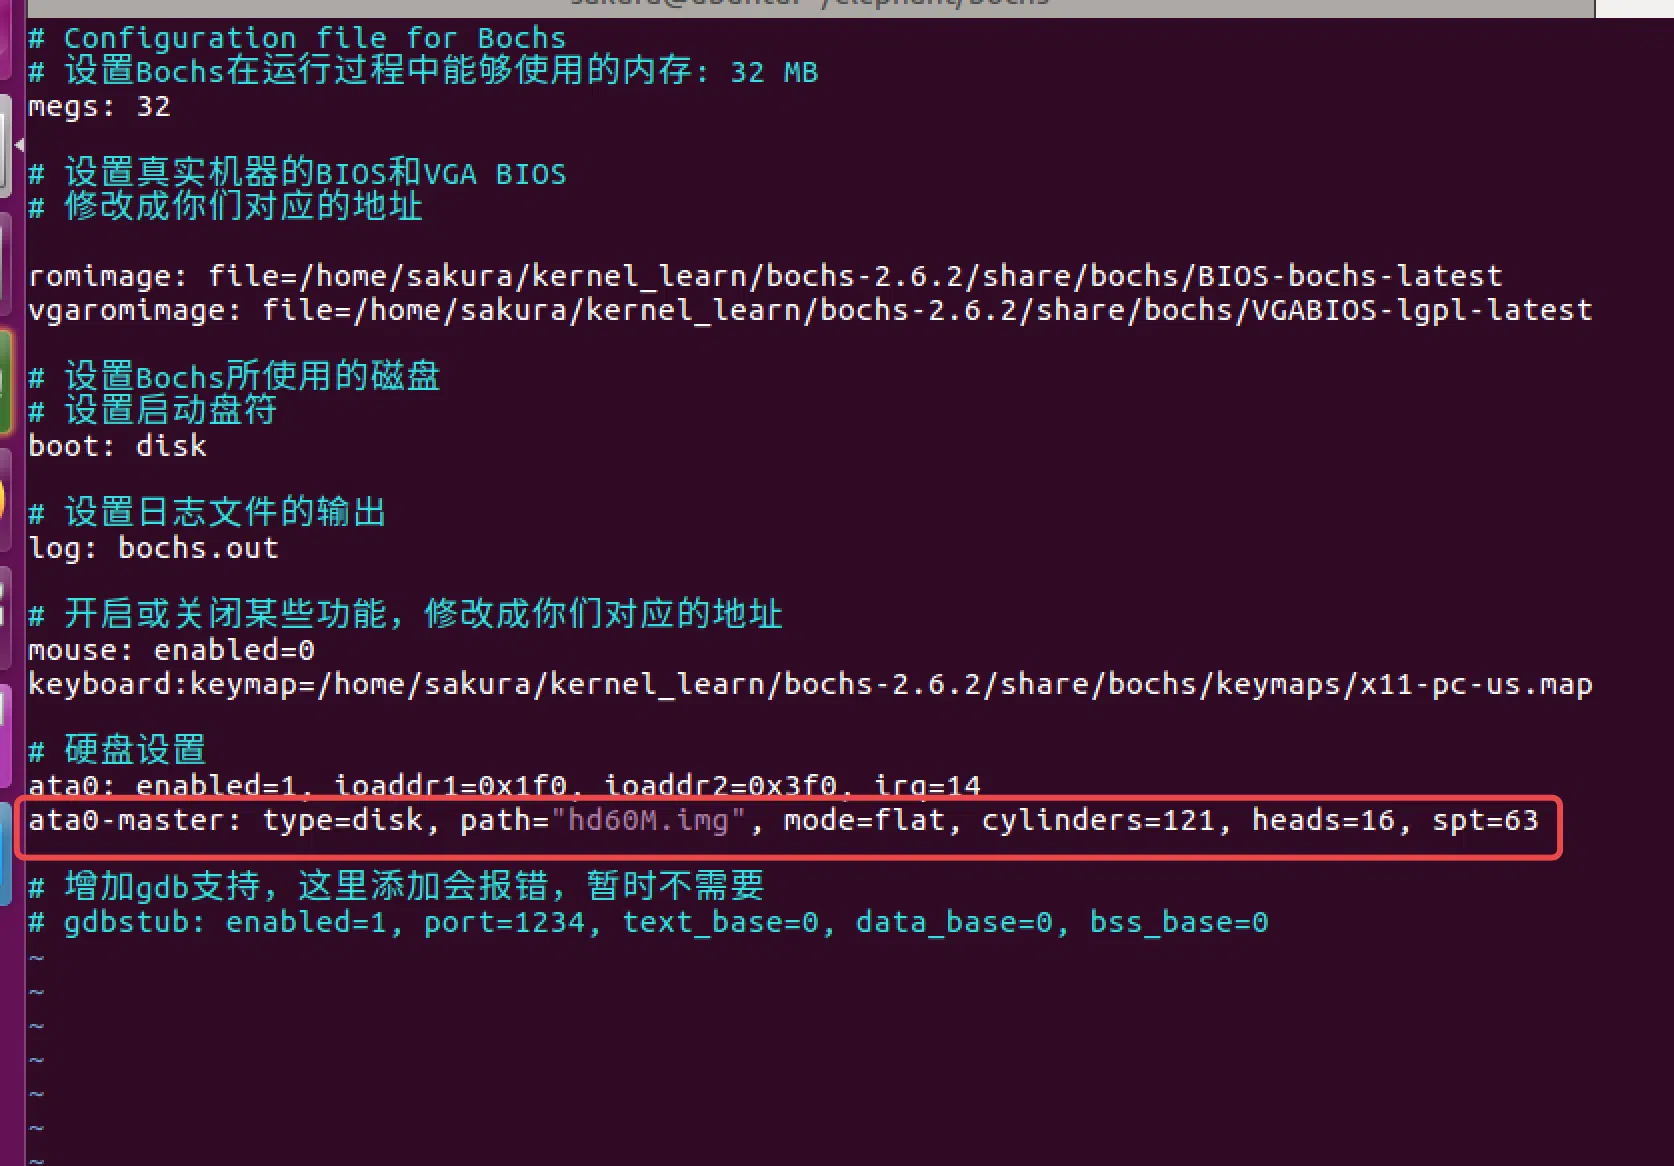 # Configuration file for Bochs
# 设置Bochs在运行过程中能够使用的内存: 32 MB
megs: 32
# 设置真实机器的BIOS和VGA BIOS
# 修改成你们对应的地址
romimage: file=/home/sakura/kernel_learn/bochs-2.6.2/share/bochs/BIOS-bochs-latest
vgaromimage: file=/home/sakura/kernel_learn/bochs-2.6.2/share/bochs/VGABIOS-lgpl-latest
# 设置Bochs所使用的磁盘
# 设置启动盘符
boot: disk
# 设置日志文件的输出
log: bochs.out
# 开启或关闭某些功能，修改成你们对应的地址
mouse: enabled=0
keyboard:keymap=/home/sakura/kernel_learn/bochs-2.6.2/share/bochs/keymaps/x11-pc-us.map
# 硬盘设置
ata0: enabled=1, ioaddr1=0x1f0, ioaddr2=0x3f0, irq=14
ata0-master: type=disk, path="hd60M.img", mode=flat, cylinders=121, heads=16, spt=63
# 增加gdb支持，这里添加会报错，暂时不需要
# gdbstub: enabled=1, port=1234, text_base=0, data_base=0, bss_base=0
~
~
~
~
~
~
~